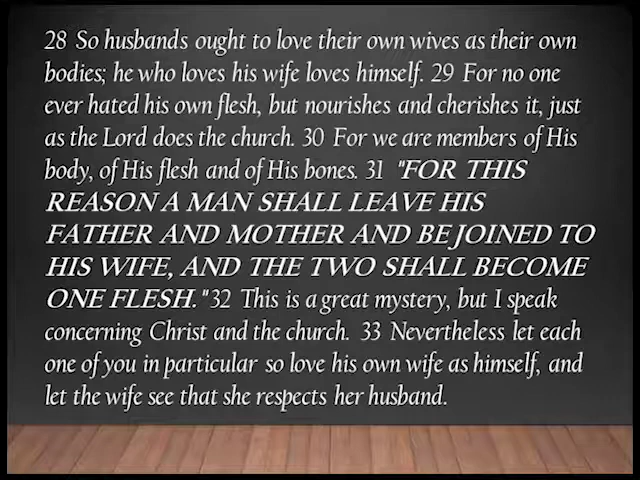 28 So husbands ought to love their own wives as their own
bodies; he who loves his wife loves himself. 29 For no one
ever hated his own flesh, but nourishes and cherishes it, just
as the Lord does the church. 30 For we are members of His
body, of His flesh and of His bones. 31 "FOR THIS
REASON A MAN SHALL LEAVE HIS
FATHER AND MOTHER AND BE JOINED TO
HIS WIFE, AND THE TWO SHALL BECOME
ONE FLESH." 32 This is a great mystery, but I speak
concerning Christ and the church. 33 Nevertheless let each
one of you in particular so love his own wife as himself, and
let the wife see that she respects her husband.